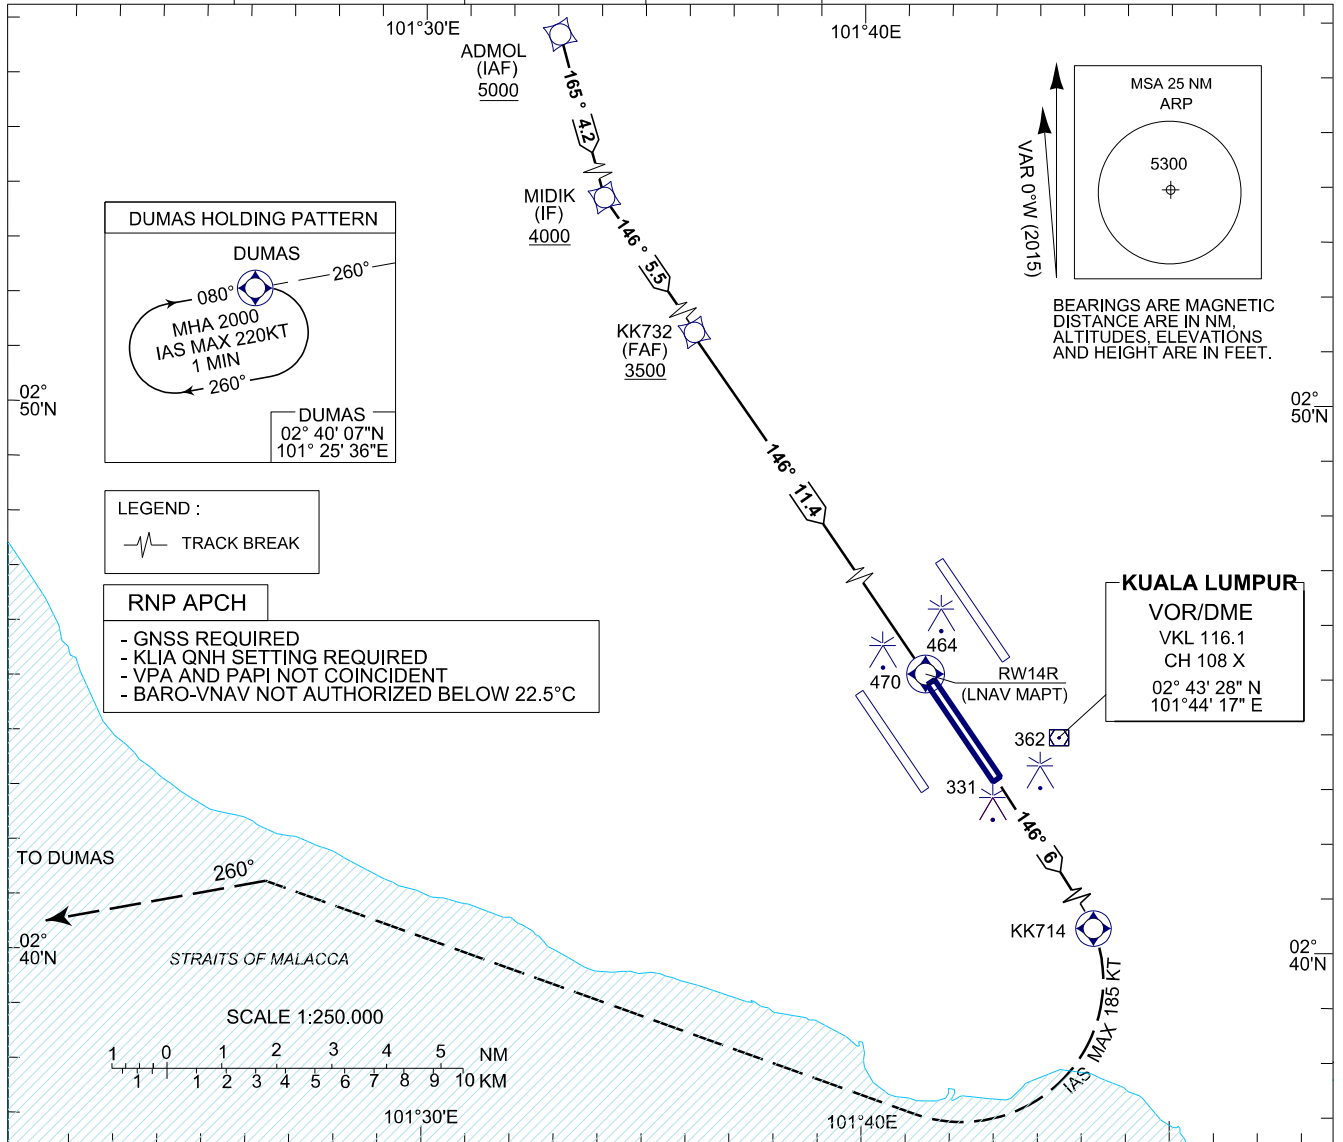 101°30'E
101°40E
ADMOL
(IAF)
5000
165° 4.2
MSA 25 NM
ARP
5300
VAR 0°W (2015)
MIDIK
(IF)
4000
146° 5.5
DUMAS HOLDING PATTERN
DUMAS
260°
080°
MHA 2000
IAS MAX 220KT
1 MIN
260°
DUMAS
02° 40' 07"N
101° 25' 36"E
BEARINGS ARE MAGNETIC
DISTANCE ARE IN NM,
ALTITUDES, ELEVATIONS
AND HEIGHT ARE IN FEET.
KK732
(FAF)
3500
02°
50'N
02°
50'N
146° 11.4
LEGEND :
TRACK BREAK
RNP APCH
- GNSS REQUIRED
- KLIA QNH SETTING REQUIRED
- VPA AND PAPI NOT COINCIDENT
- BARO-VNAV NOT AUTHORIZED BELOW 22.5°C
KUALA LUMPUR
VOR/DME
VKL 116.1
CH 108 X
02° 43' 28" N
101° 44' 17" E
464
470
RW14R
(LNAV MAPT)
362
331
146° 6
TO DUMAS
260°
KK714
02°
40'N
02°
40'N
STRAITS OF MALACCA
IAS MAX 185 KT
SCALE 1:250.000
1 0 1 2 3 4 5 NM
1 1 2 3 4 5 6 7 8 9 10 KM
101°30'E
101°40E